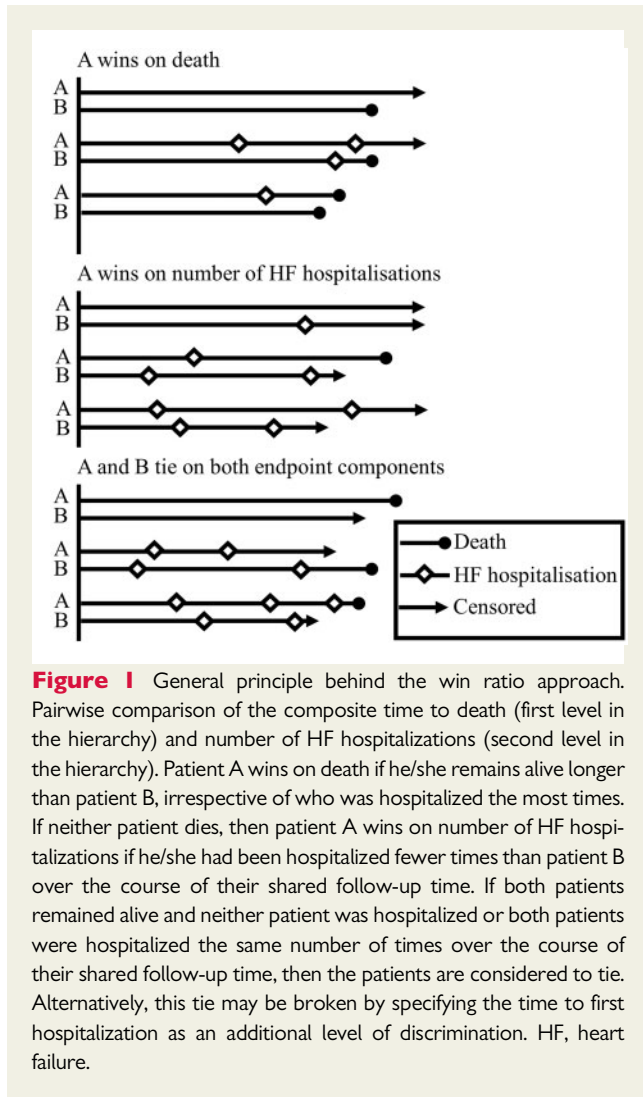 A wins on death
A
B
A
B
A
B
A wins on number of HF hospitalisations
A
B
A
B
A
B
A and B tie on both endpoint components
A
B
A
B
A
B
Death
HF hospitalisation
Censored
Figure 1 General principle behind the win ratio approach.
Pairwise comparison of the composite time to death (first level in
the hierarchy) and number of HF hospitalizations (second level in
the hierarchy). Patient A wins on death if he/she remains alive longer
than patient B, irrespective of who was hospitalized the most times.
If neither patient dies, then patient A wins on number of HF hospi-
talizations if he/she had been hospitalized fewer times than patient B
over the course of their shared follow-up time. If both patients
remained alive and neither patient was hospitalized or both patients
were hospitalized the same number of times over the course of
their shared follow-up time, then the patients are considered to tie.
Alternatively, this tie may be broken by specifying the time to first
hospitalization as an additional level of discrimination. HF, heart
failure.